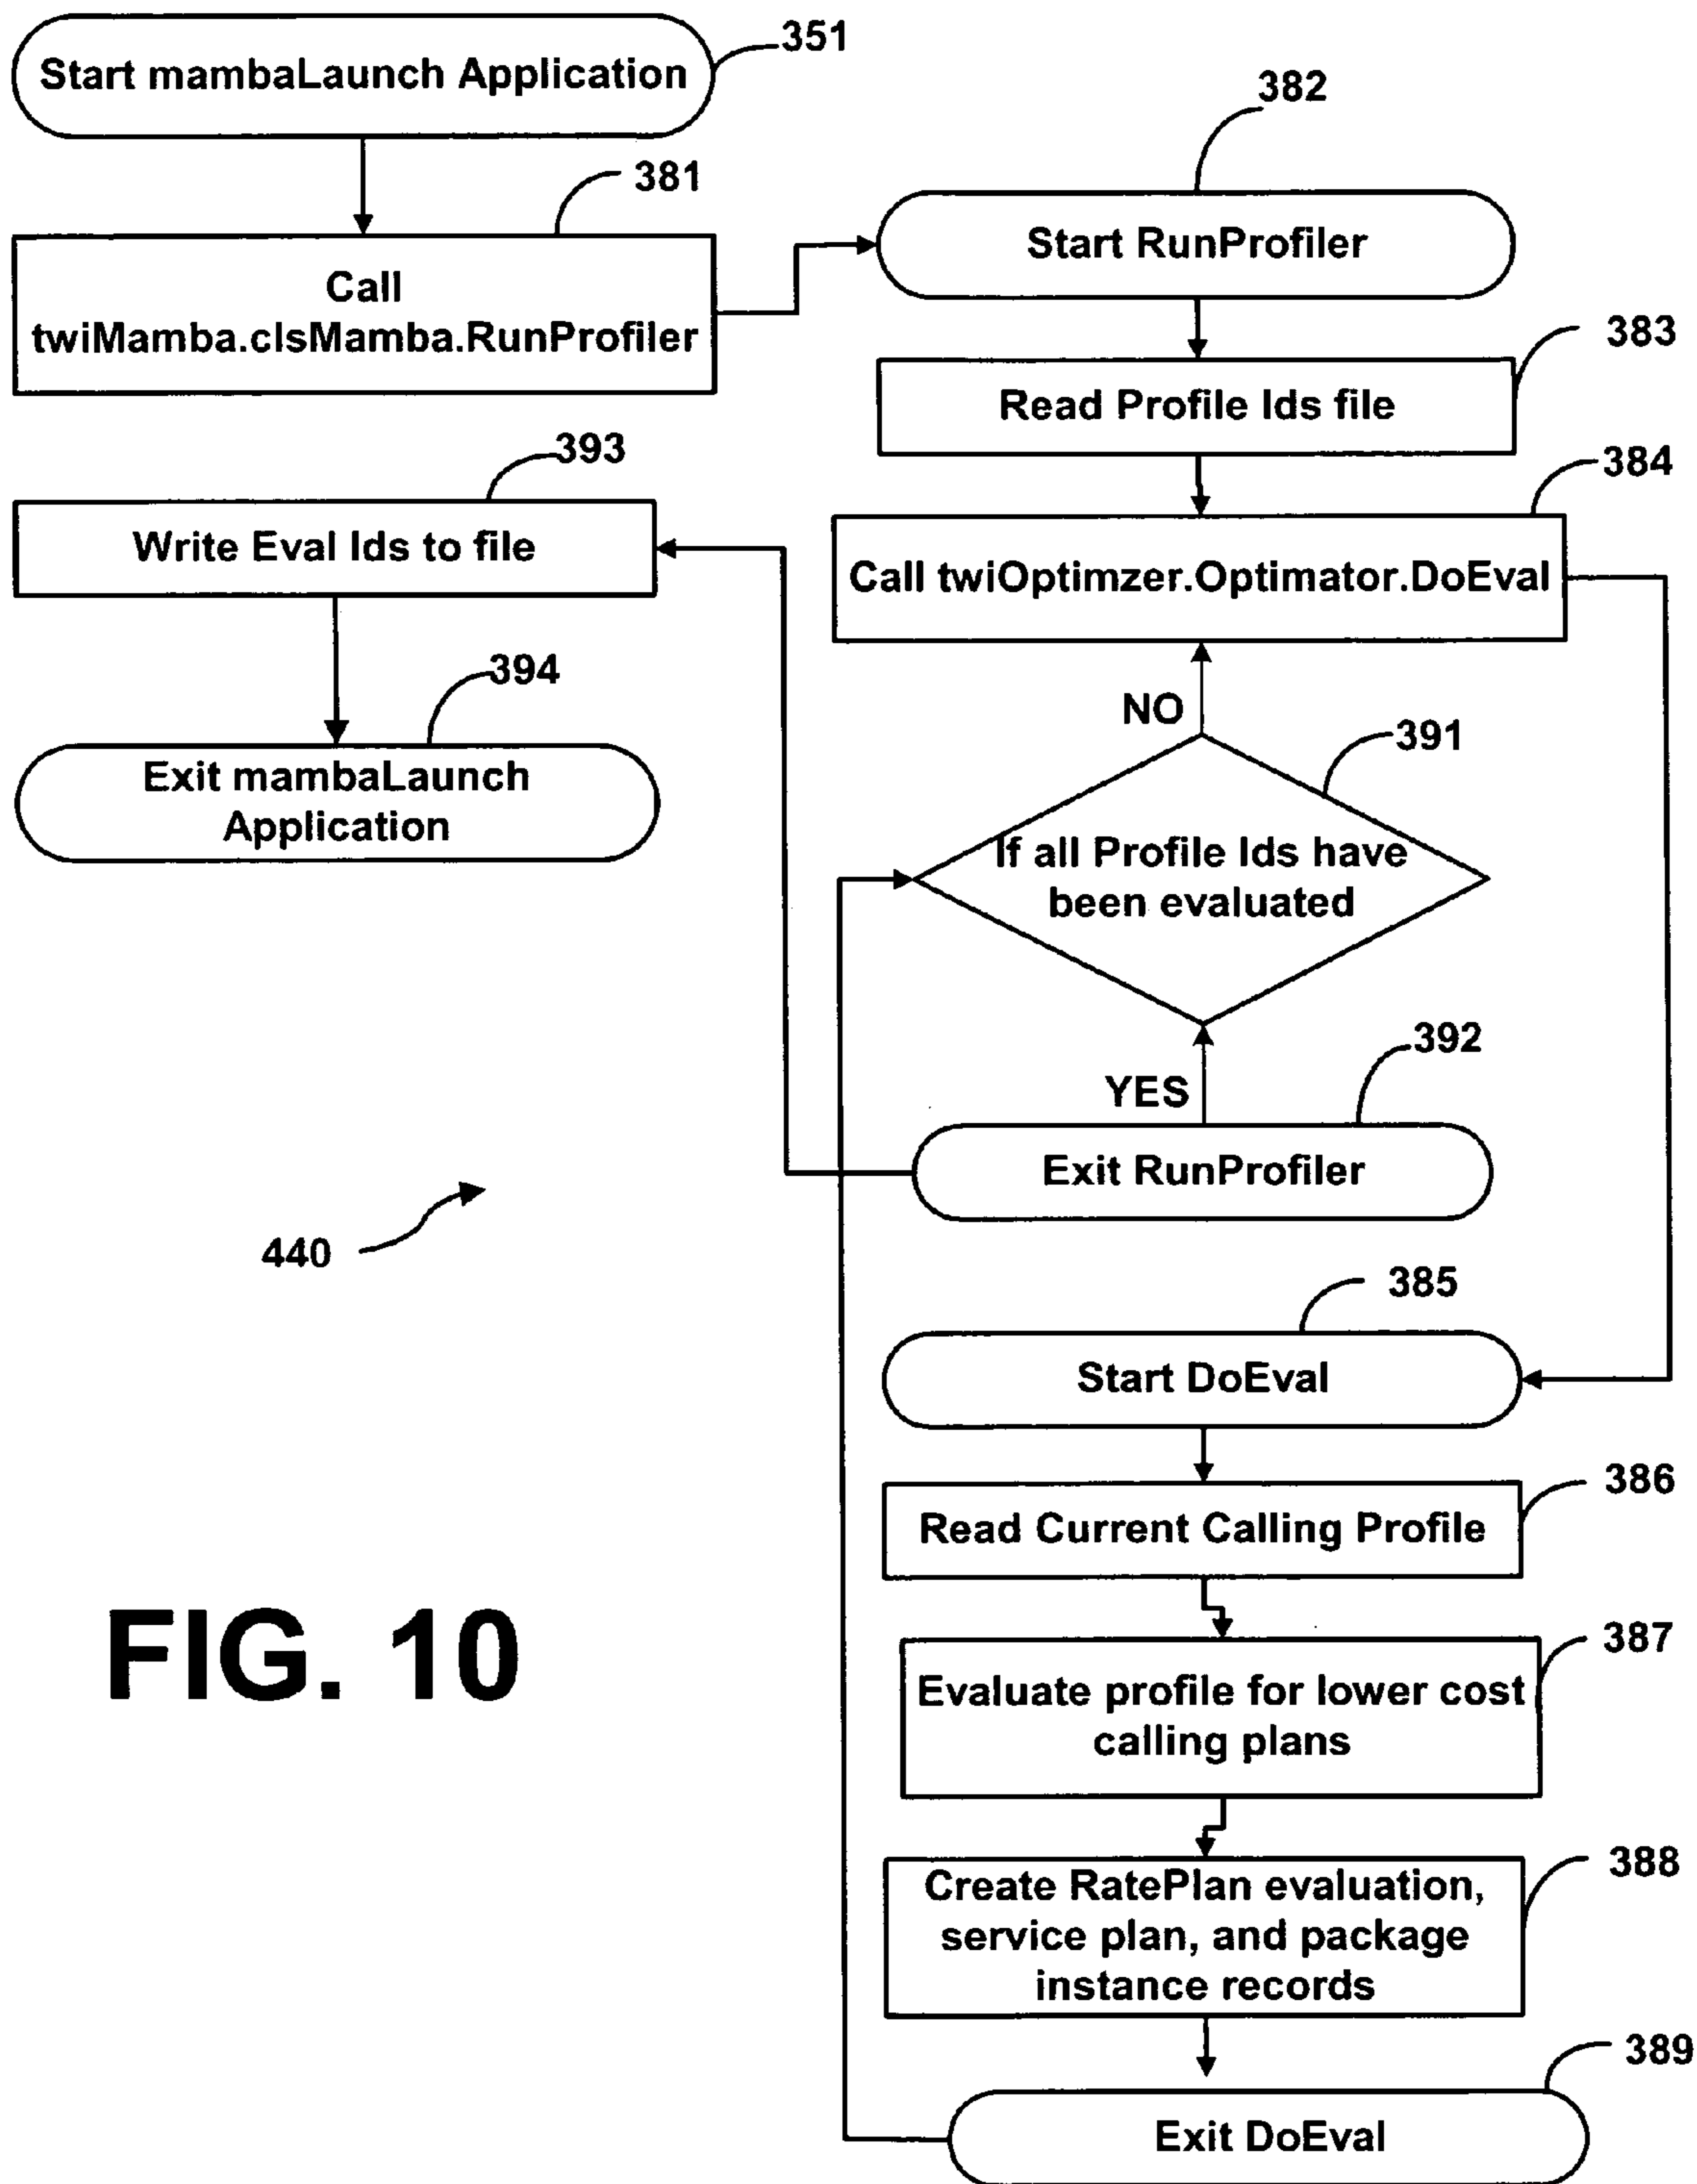 Start mambaLaunch Application
351
381
Call
twiMamba.clsMamba.RunProfiler
382
Start RunProfiler
383
Read Profile Ids file
384
Call twiOptimzer.Optimator.DoEval
393
Write Eval Ids to file
394
Exit mambaLaunch
Application
NO
391
If all Profile Ids have
been evaluated
YES
392
Exit RunProfiler
440
385
Start DoEval
386
Read Current Calling Profile
387
Evaluate profile for lower cost
calling plans
388
Create RatePlan evaluation,
service plan, and package
instance records
389
Exit DoEval
FIG. 10